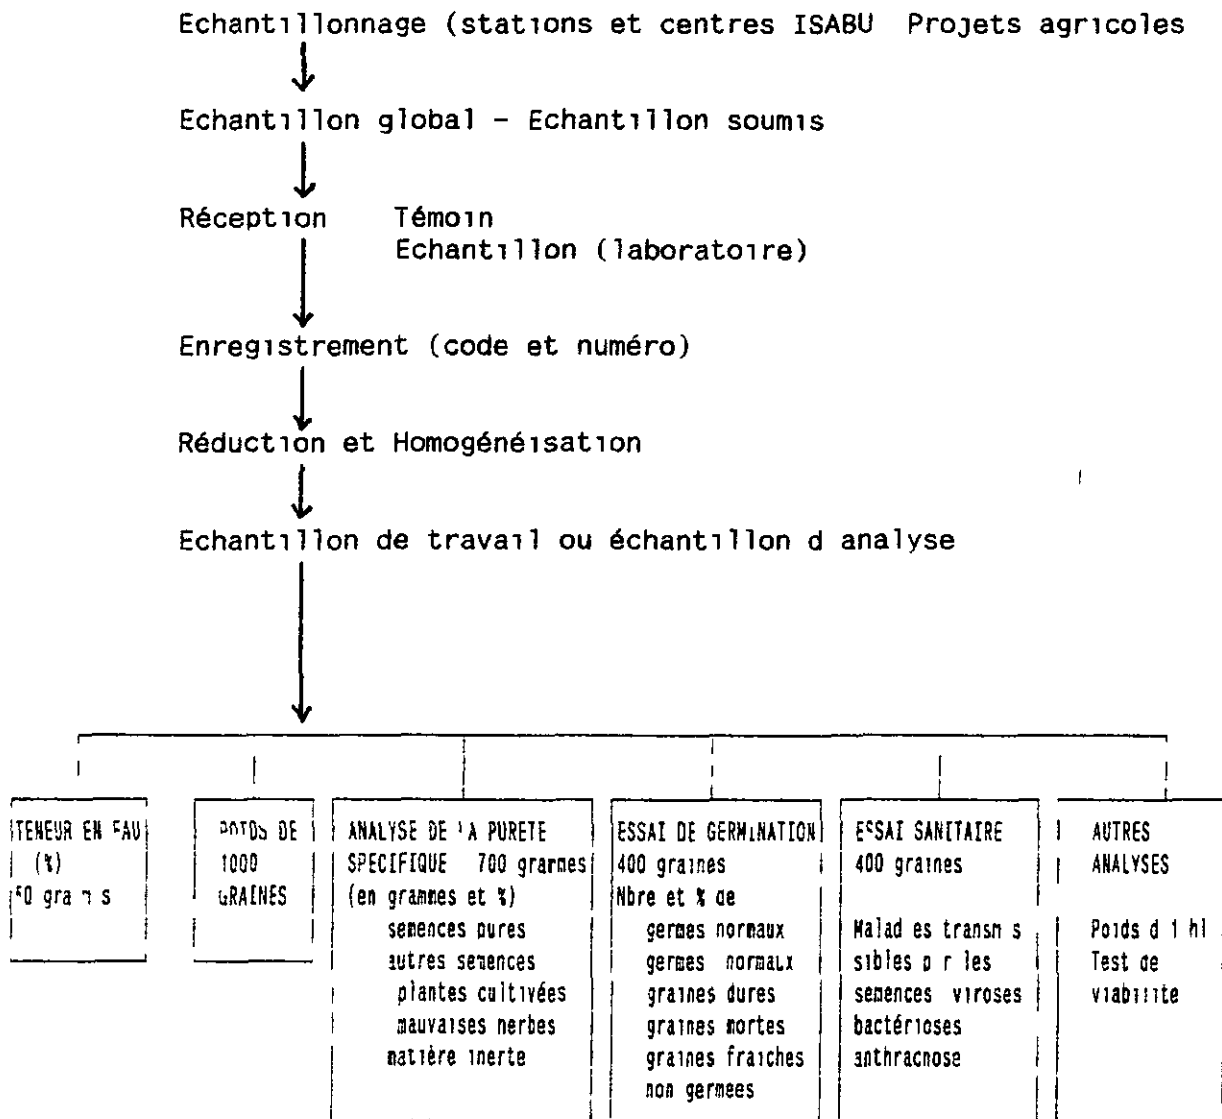 Echantillonnage (stations et centres ISABU Projets agricoles
Echantillon global - Echantillon soumis
Réception Témoin
Echantillon (laboratoire)
Enregistrement (code et numéro)
Réduction et Homogénéisation
Echantillon de travail ou échantillon d analyse
TENEUR EN EAU
(%)
POIDS DE
1000
GRAINES
ANALYSE DE LA PURETE
SPECIFIQUE 700 grammes
(en grammes et %)
semences pures
autres semences
plantes cultivées
mauvaises herbes
matière inerte
ESSAI DE GERMINATION
400 graines
Nbre et % de
germes normaux
germes normaux
graines dures
graines mortes
graines fraiches
non germees
ESSAI SANITAIRE
400 graines
Malad es transm s
sibles p r les
semences viroses
bactérioses
anthracnose
AUTRES
ANALYSES
Poids d 1 hl
Test de
viabilite